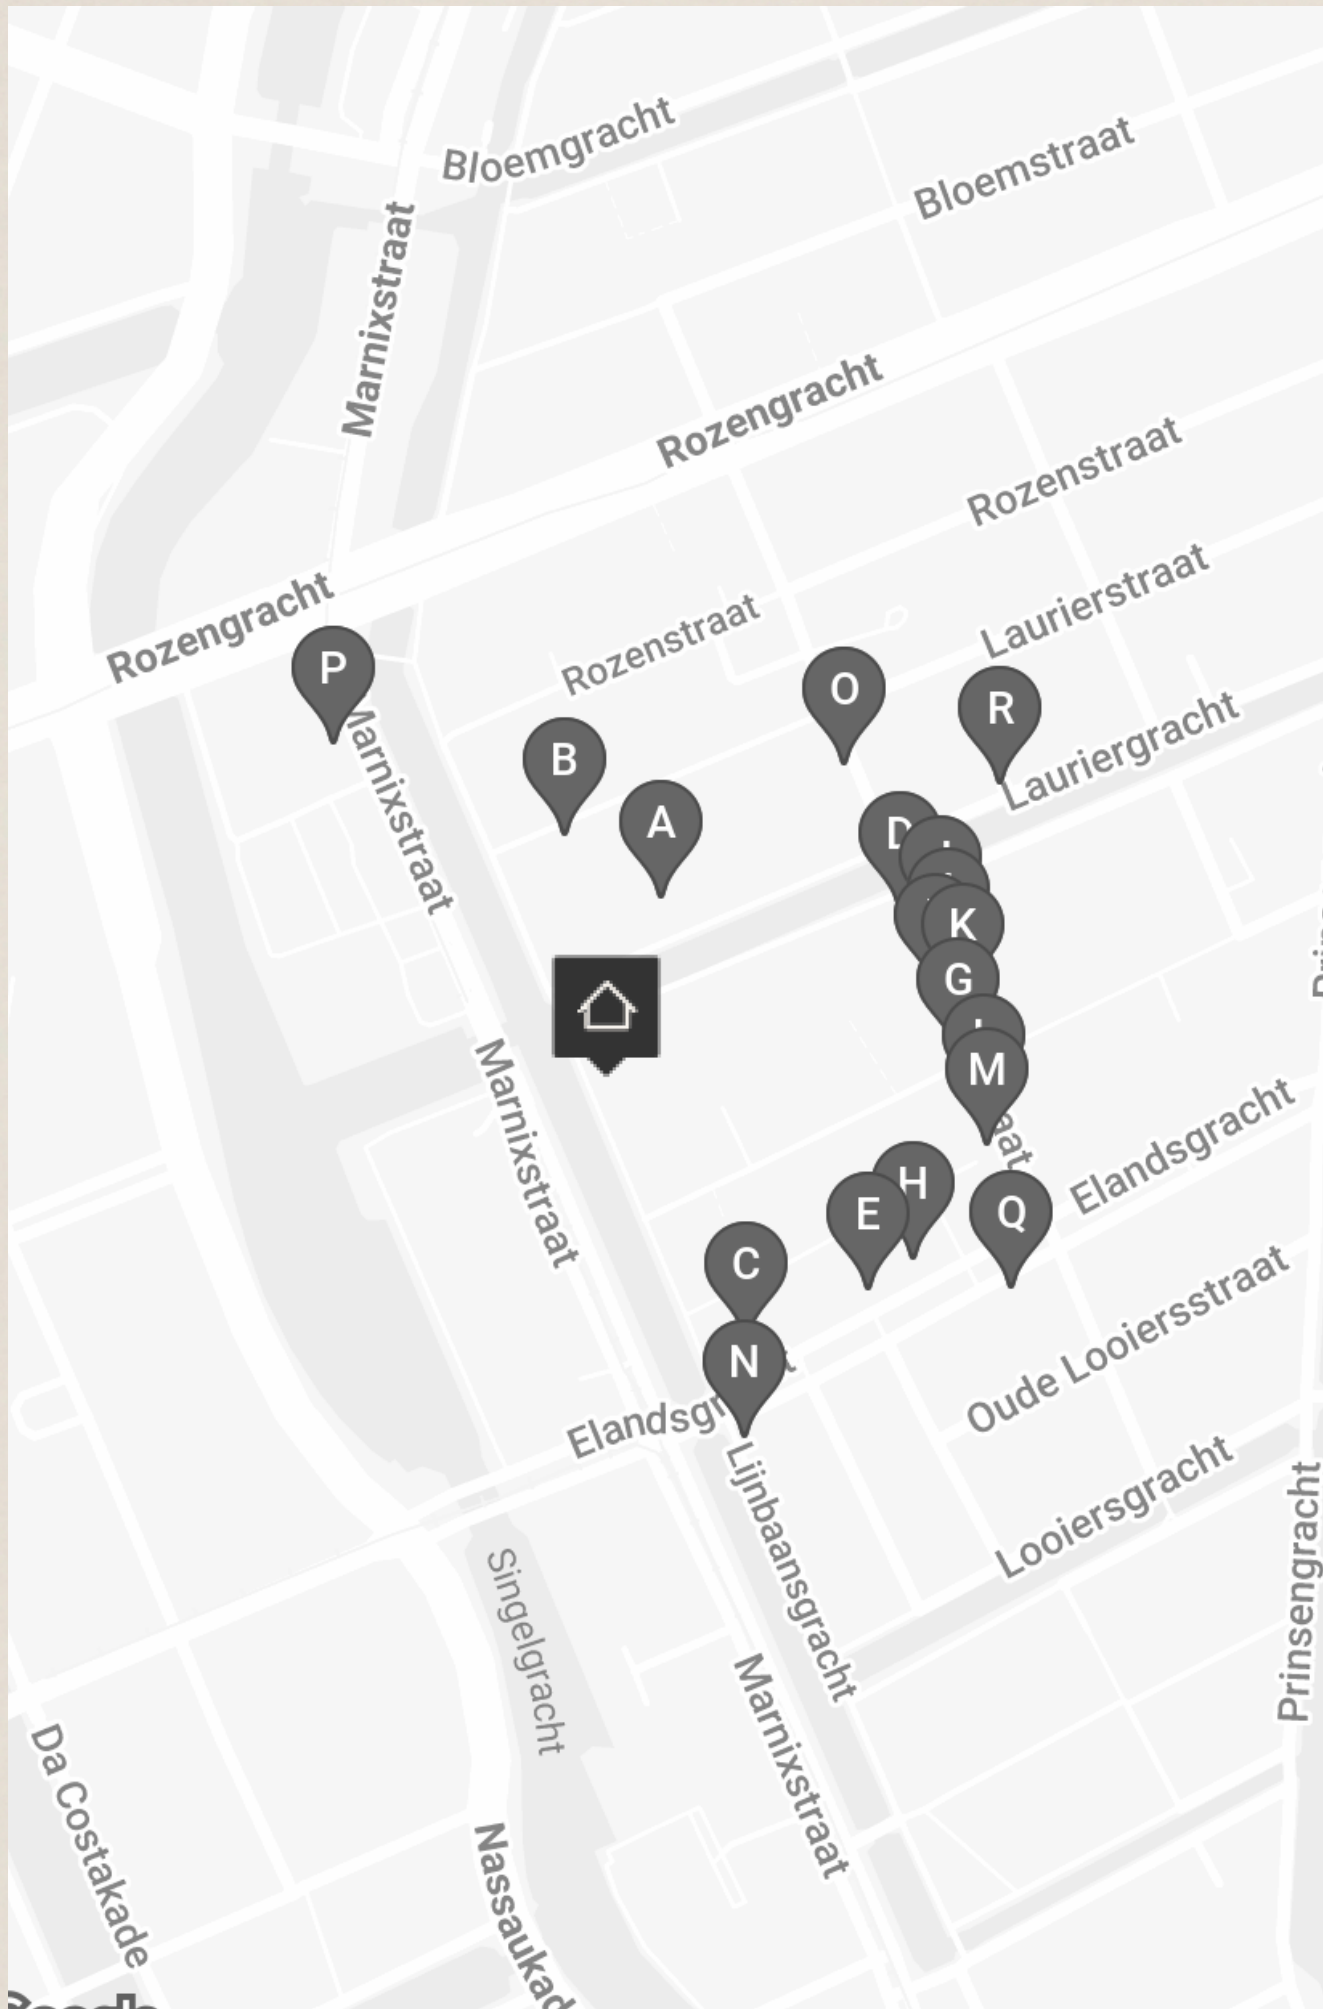 Bloemgracht
Bloemstraat
Marnixstraat
Rozengracht
Rozenstraat
Laurierstraat
Rozengracht
Rozenstraat
P
Marnixstraat
O
R
Lauriergracht
B
A
D
K
G
M
Marnixstraat
Elandsgracht
H
E
Q
C
N
Oude Looiersstraat
Looiersgracht
Lijnbaansgracht
Prinsengracht
Singelgracht
Marnixstraat
Da Costakade
Nassaukad